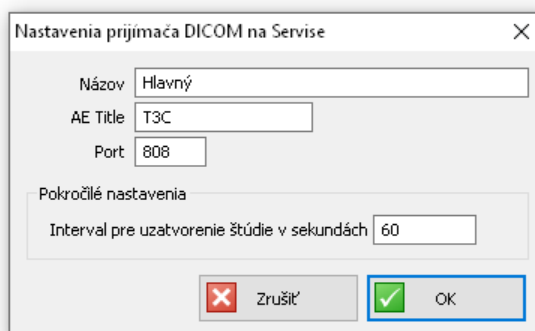 Nastavenia prijímača DICOM na Servise
Názov Hlavný
AE Title T3C
Port 808
Pokročilé nastavenia
Interval pre uzatvorenie štúdie v sekundách 60
Zrušiť OK